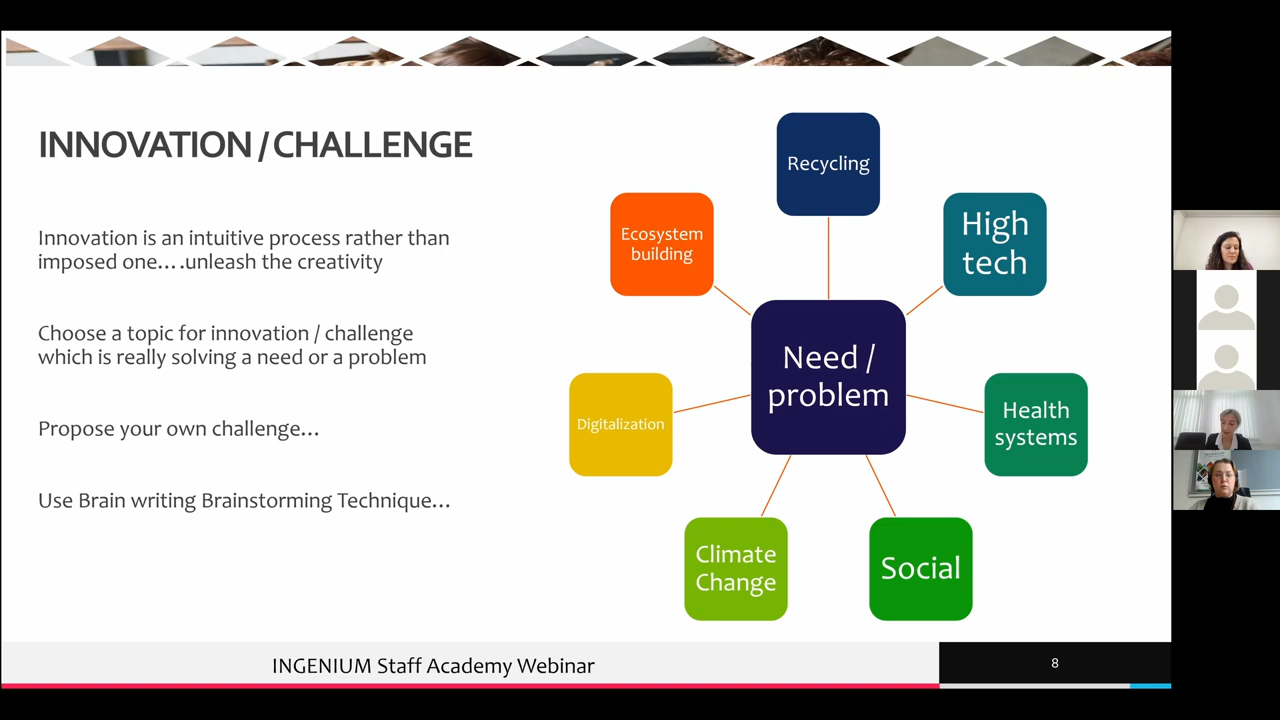 INNOVATION / CHALLENGE
Innovation is an intuitive process rather than
imposed one....unleash the creativity
Choose a topic for innovation / challenge
which is really solving a need or a problem
Propose your own challenge...
Use Brain writing Brainstorming Technique...
Recycling
High
tech
Health
systems
Social
Climate
Change
Digitalization
Ecosystem
building
Need /
problem
INGENIUM Staff Academy Webinar
8